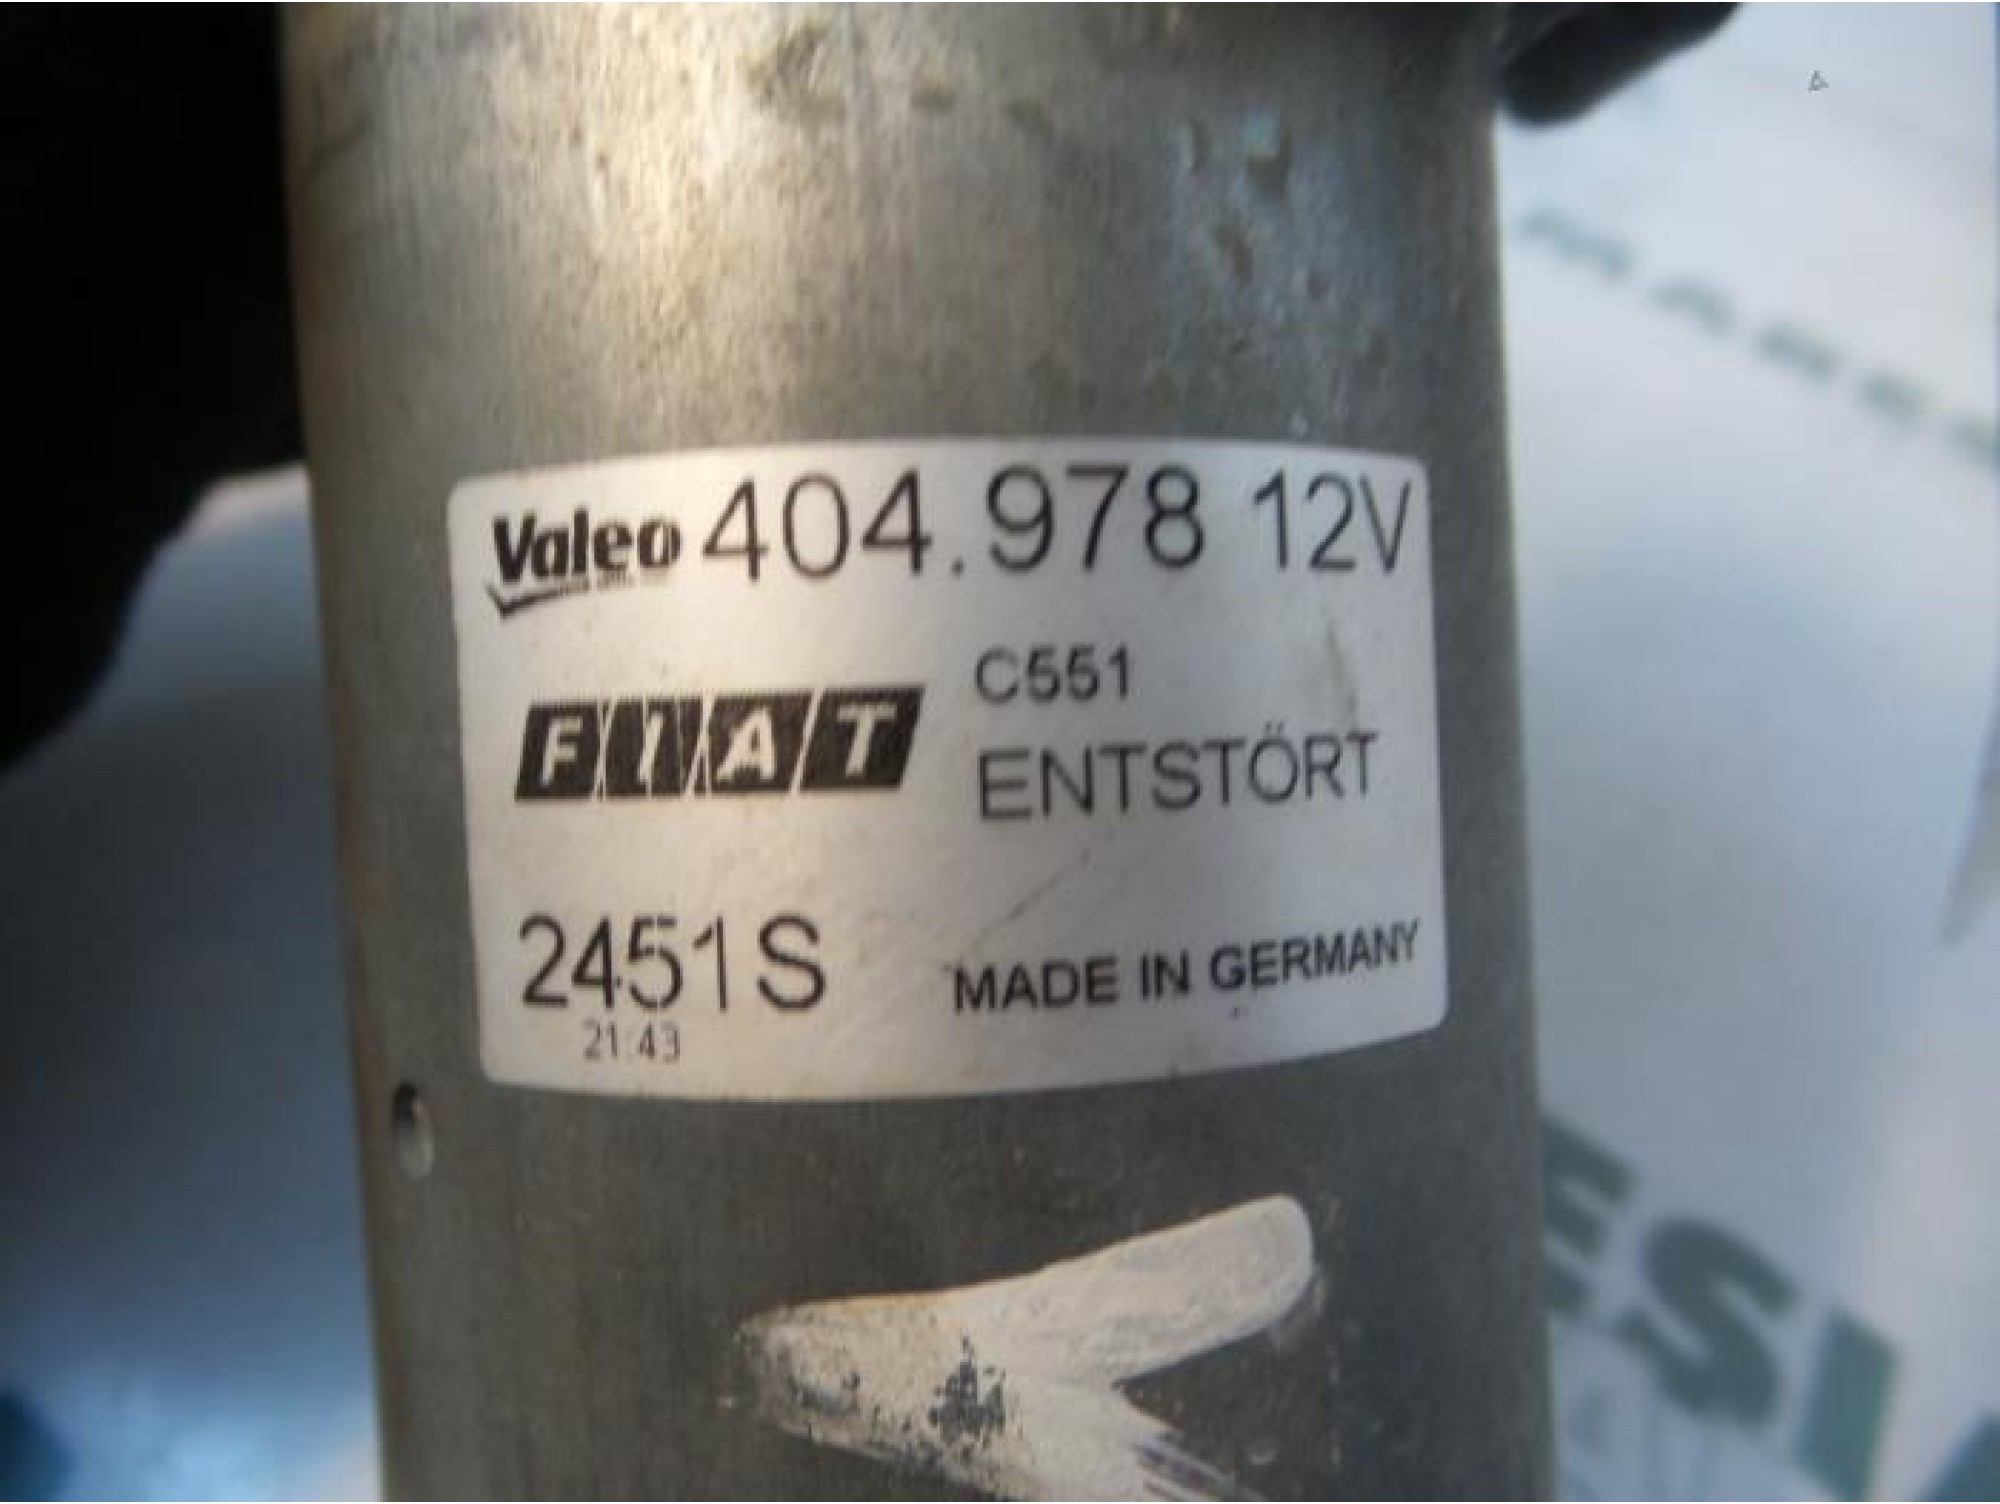 Valeo 404.978 12V
C551
FIAT
ENTSTÖRT
2451S
MADE IN GERMANY
21:43